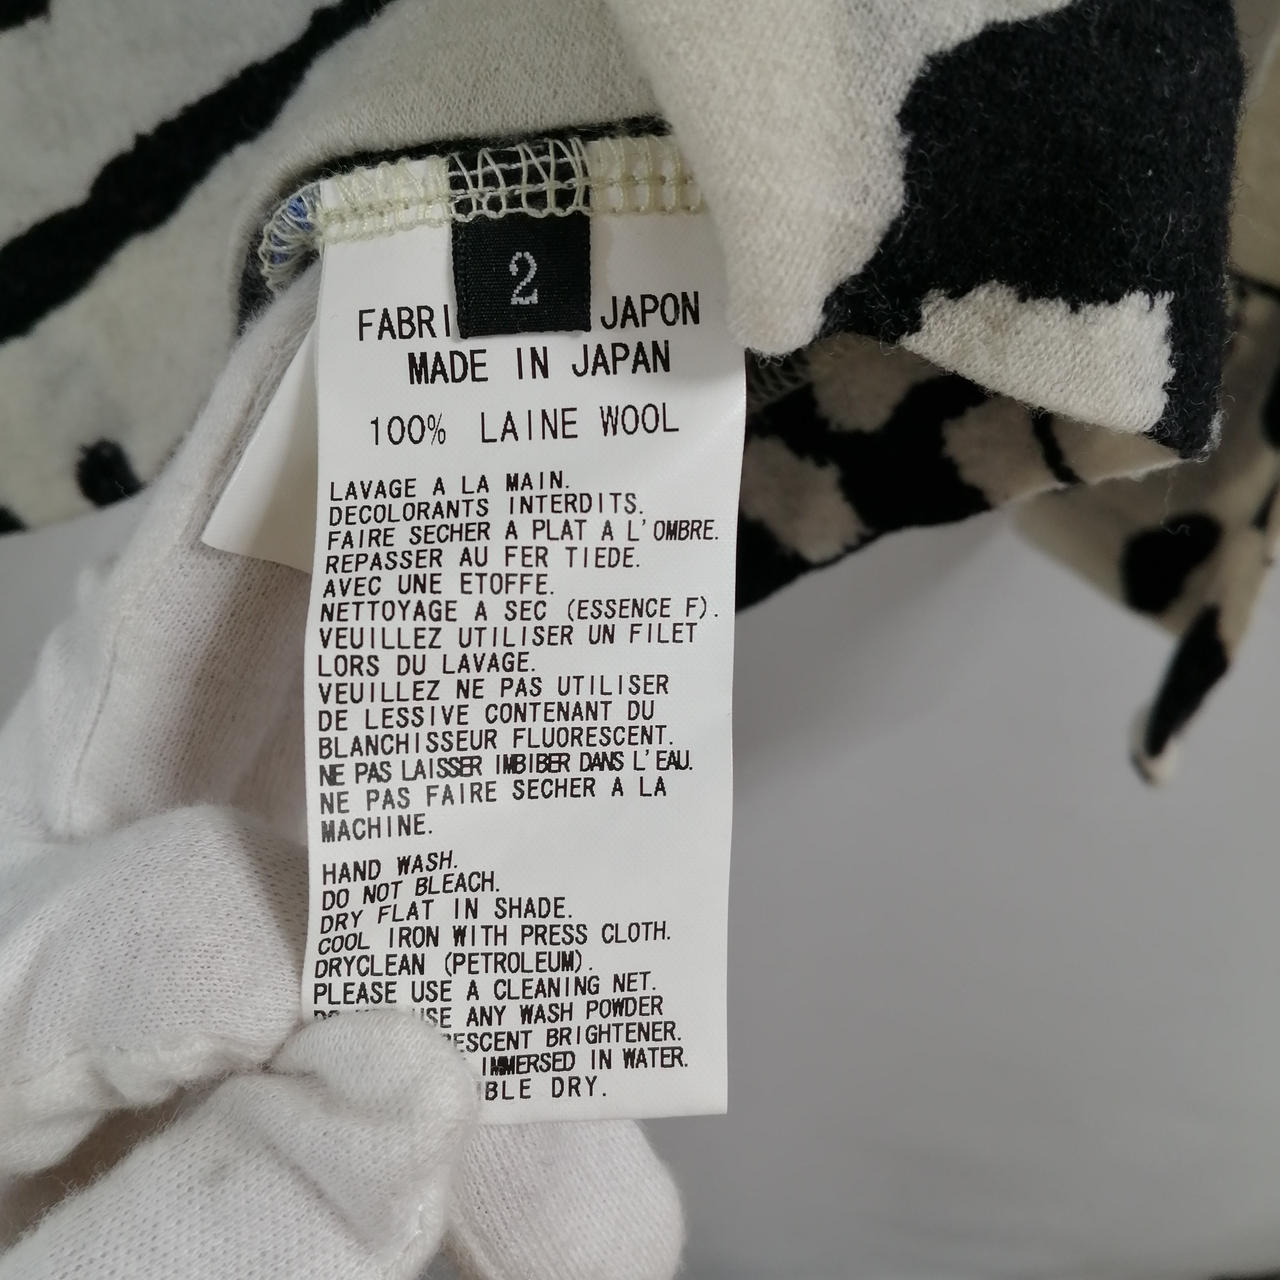 2
JAPON
MADE IN JAPAN
100% LAINE WOOL
LAVAGE A LA MAIN.
DECOLORANTS INTERDITS.
FAIRE SECHER A PLAT A L'OMBRE.
REPASSER AU FER TIEDE.
AVEC UNE ETOFFE.
NETTOYAGE A SEC (ESSENCE F).
VEUILLEZ UTILISER UN FILET
LORS DU LAVAGE.
VEUILLEZ NE PAS UTILISER
DE LESSIVE CONTENANT DU
BLANCHISSEUR FLUORESCENT.
NE PAS LAISSER IMBIBER DANS L'EAU.
NE PAS FAIRE SECHER A LA
MACHINE.
HAND WASH.
DO NOT BLEACH.
DRY FLAT IN SHADE.
COOL IRON WITH PRESS CLOTH.
DRYCLEAN (PETROLEUM).
PLEASE USE A CLEANING NET.
ANY WASH POWDER
BRIGHTENER.
IMMERSED IN WATER.
DRY.